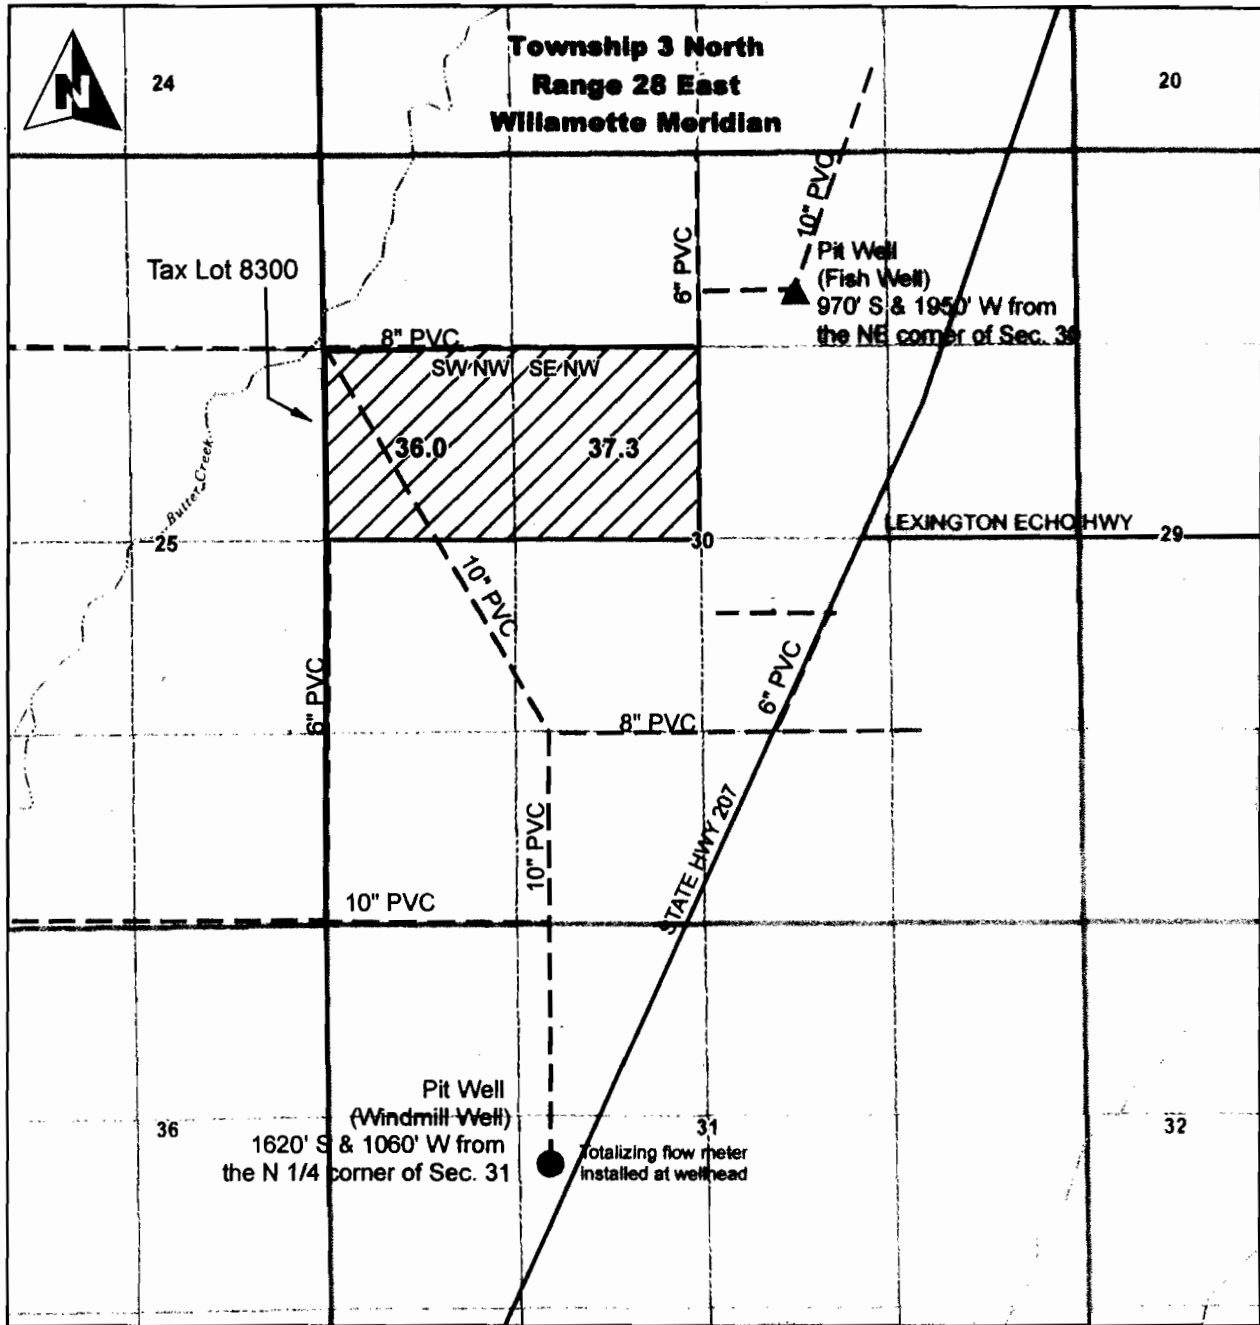 N
24
Township 3 North
Range 28 East
Willamette Meridian
20
10" PVC
6" PVC
Pit Well
(Fish Well)
970' S & 1950' W from
the NE corner of Sec. 30
Tax Lot 8300
8" PVC
SW NW
SE NW
36.0
37.3
Butter Creek
25
30
LEXINGTON ECHO HWY
29
10" PVC
6" PVC
6" PVC
8" PVC
10" PVC
STATE HWY 207
10" PVC
Pit Well
(Windmill Well)
1620' S & 1060' W from
the N 1/4 corner of Sec. 31
36
31
32
Totalizing flow meter
installed at wellhead